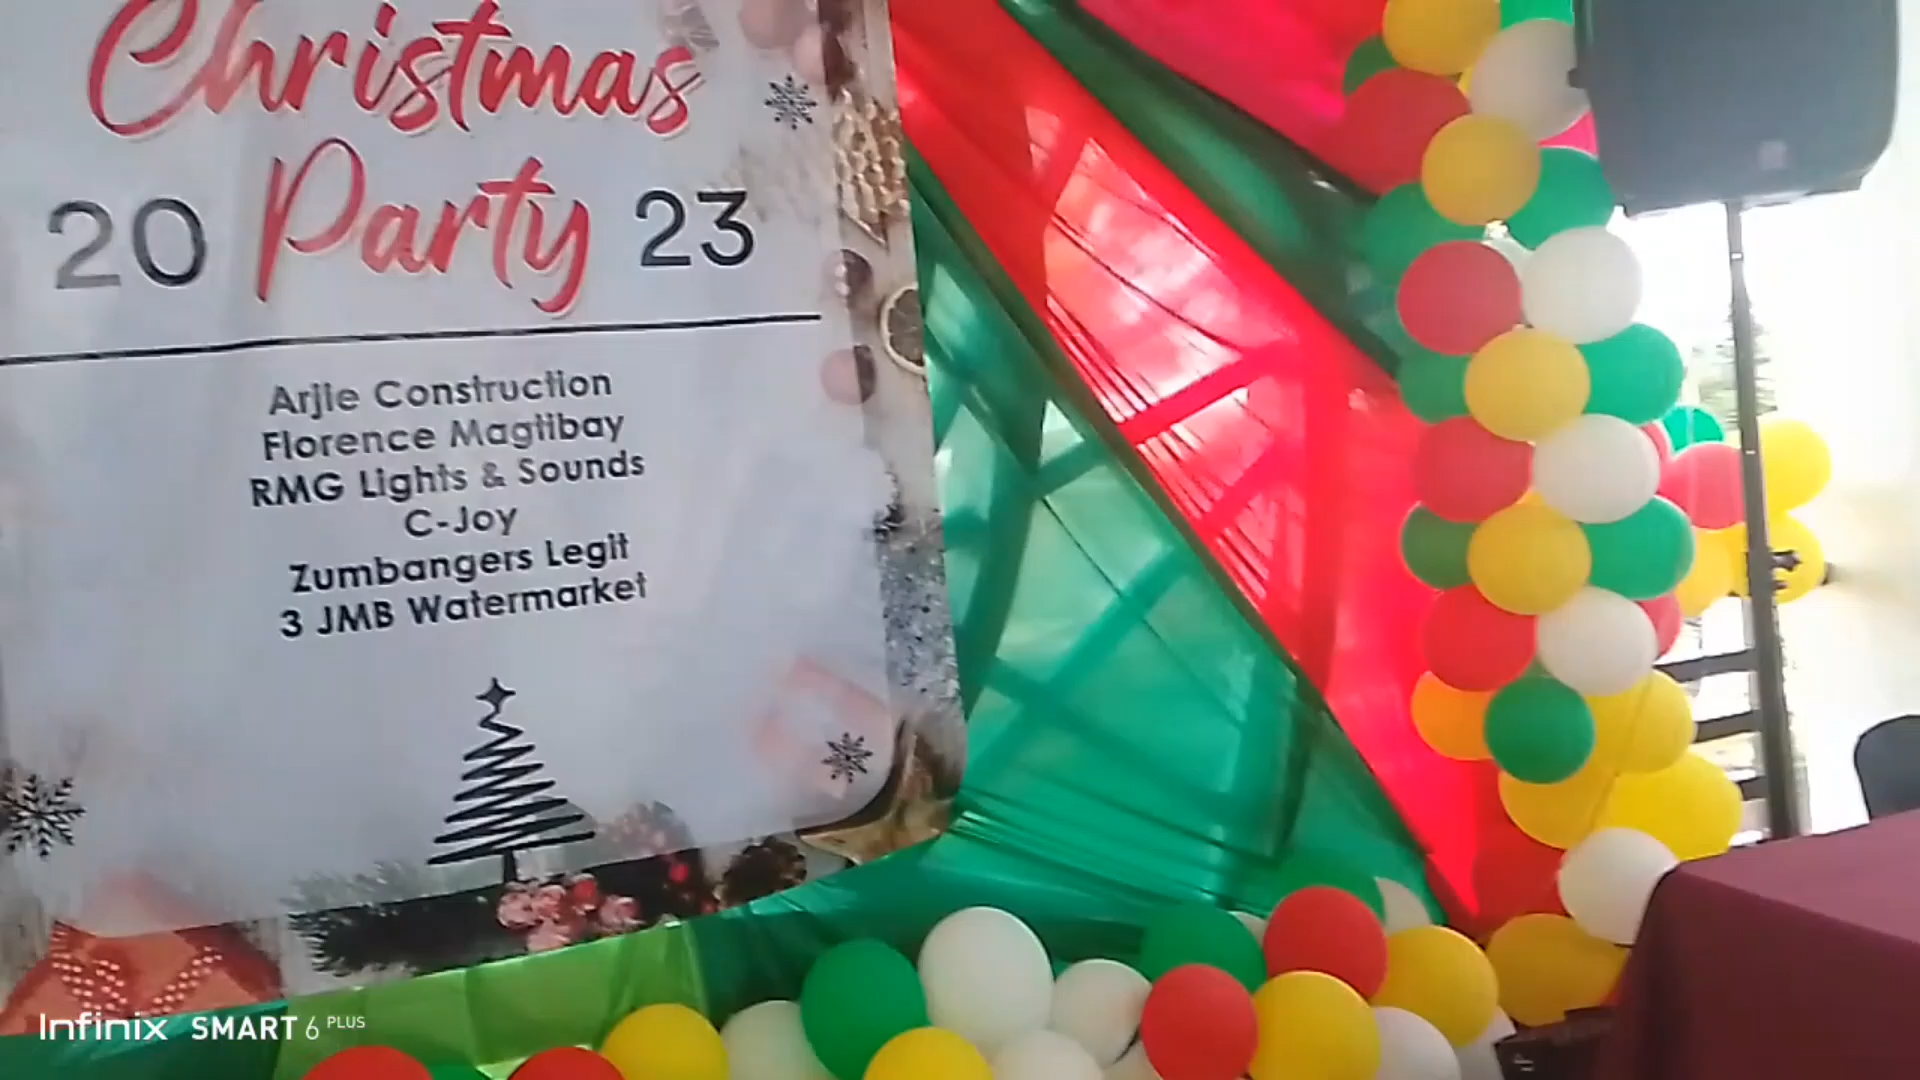 Christmas
20 Party 23
Arjie Construction
Florence Magtibay
RMG Lights & Sounds
C-Joy
Zumbangers Legit
3 JMB Watermarket
Infinix SMART 6 PLUS